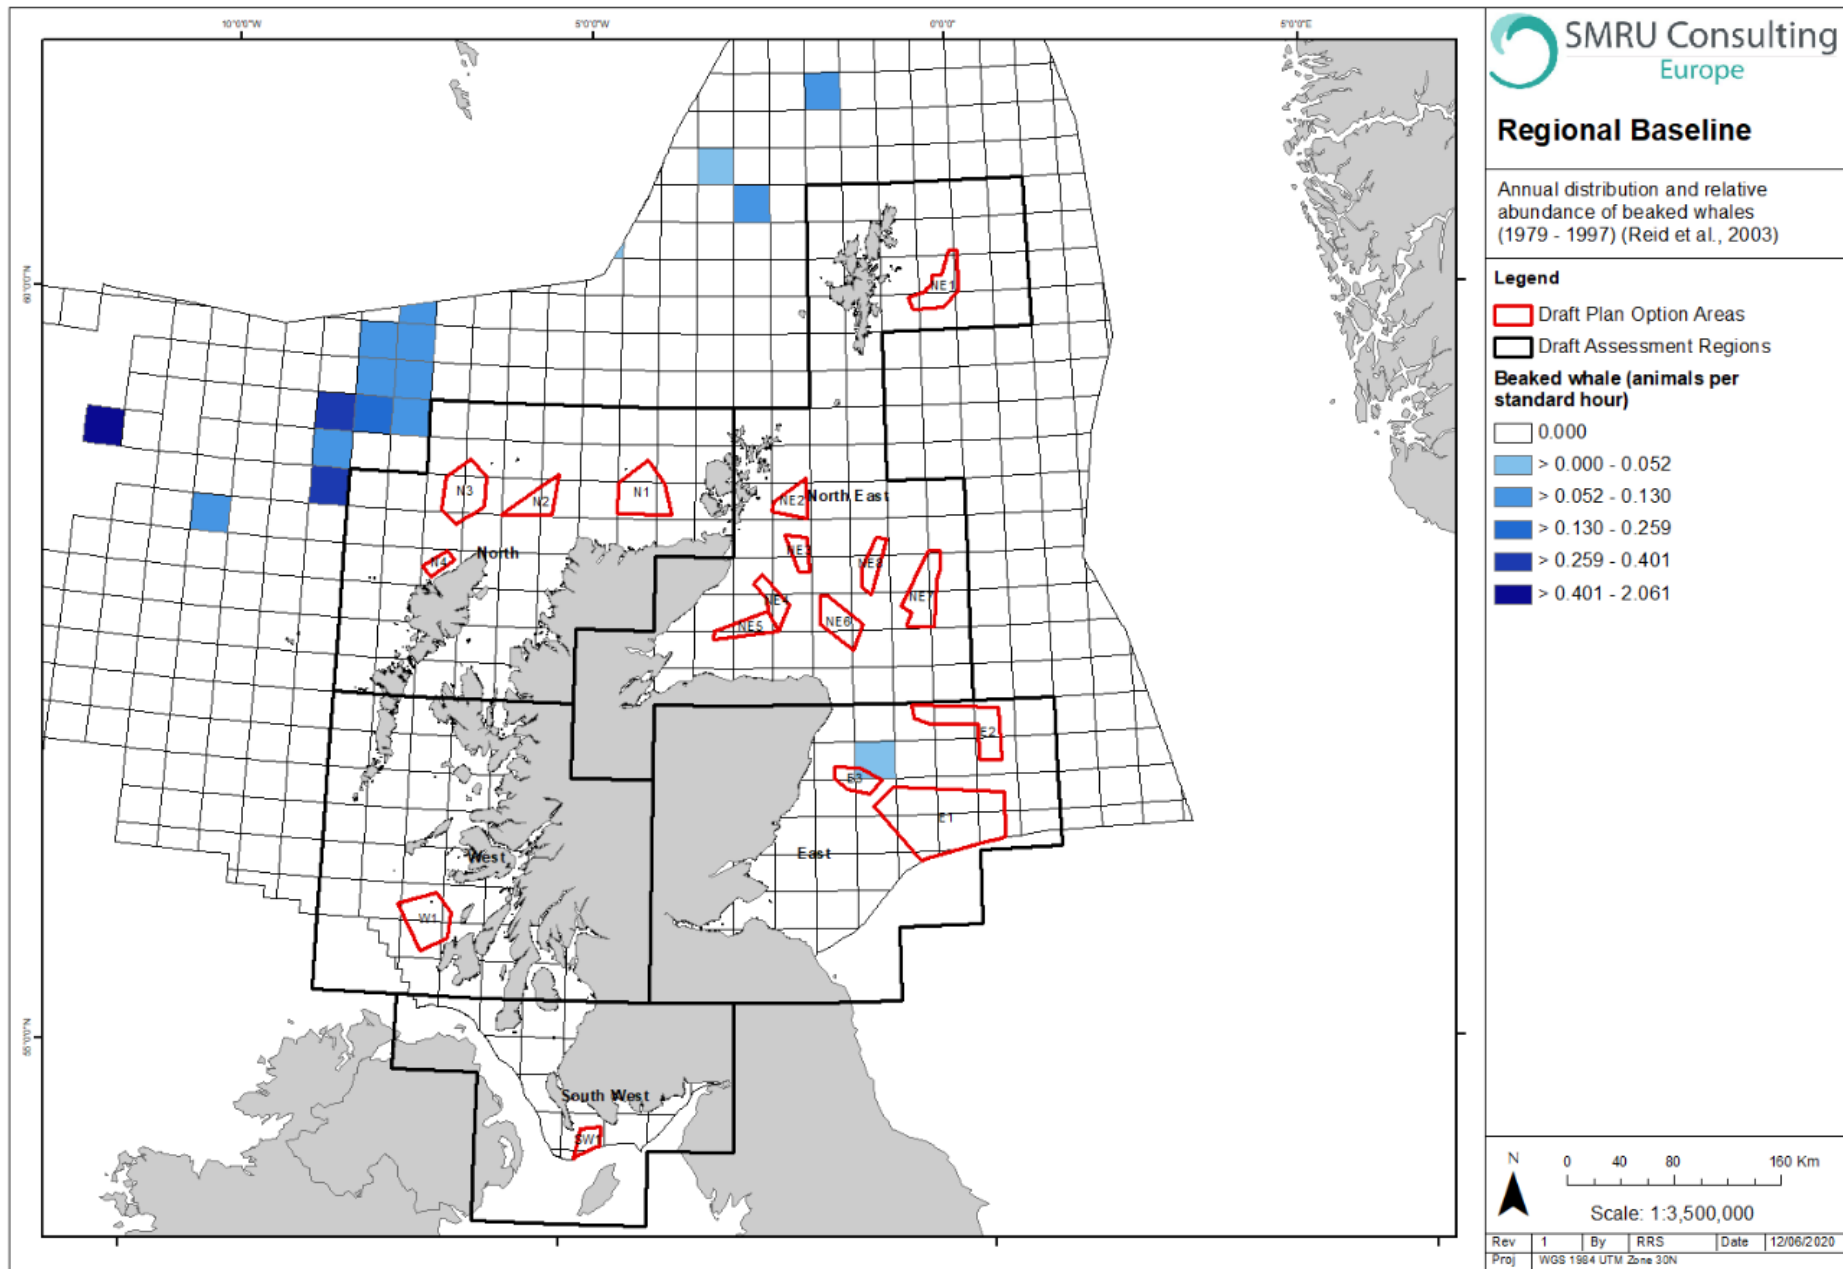 10°0'0"W
5°0'0"W
0°0'0"
5°0'0"E
60°0'0"N
55°0'0"N
NE1
N3
N2
N1
NE2
North East
N4
North
NE3
NE8
NE4
NE7
NE5
NE6
E2
E3
E1
East
West
W1
South West
SW1
SMRU Consulting
Europe
Regional Baseline
Annual distribution and relative
abundance of beaked whales
(1979 - 1997) (Reid et al., 2003)
Legend
Draft Plan Option Areas
Draft Assessment Regions
Beaked whale (animals per
standard hour)
0.000
> 0.000 - 0.052
> 0.052 - 0.130
> 0.130 - 0.259
> 0.259 - 0.401
> 0.401 - 2.061
N
0 40 80 160 Km
Scale: 1:3,500,000
Rev 1 By RRS Date 12/06/2020
Proj WGS 1984 UTM Zone 30N